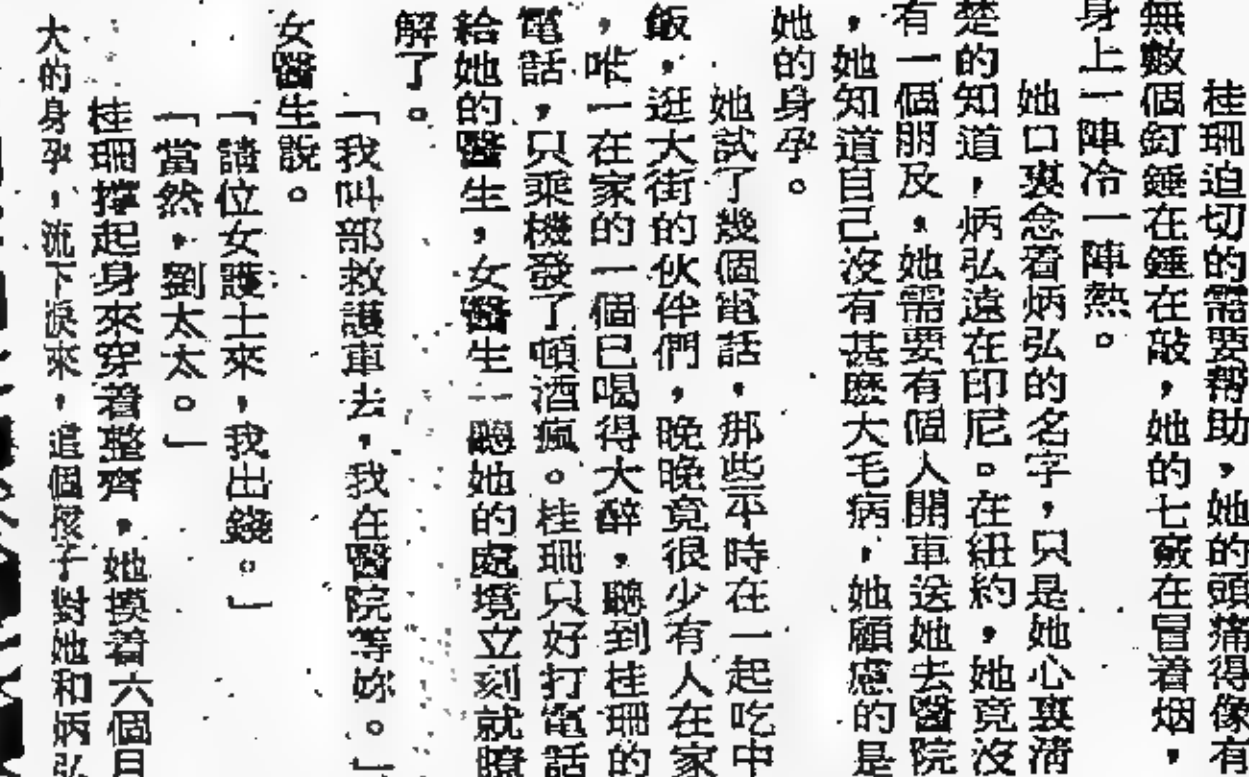 桂珊迫切的需要帮助，她的頭痛得像有
無數個釘錘在錘在敲，她的七竅在冒着烟，
身上一陣冷一陣熱。
她口裏念着炳弘的名字，只是她心裏清
楚的知道，炳弘遠在印尼。在紐約，她竟沒
有一個朋友，她需要有個人開車送她去醫院
，她知道自己沒有甚麼大毛病，她顧慮的是
她的身孕。
她試了幾個電話，那些平時在一起吃中
飯，逛大街的伙伴們，晚晚竟很少有人在家
，唯一在家的一個已喝得大醉，聽到桂珊的
電話，只乘機發了頓酒瘋。桂珊只好打電話
給她的醫生，女醫生一聽她的處境立刻就瞭
解了。
「我叫部救護車去，我在醫院等妳。」
女醫生說。
「請位女護士來，我出錢。」
「當然，劉太太。」
桂珊撐起身來穿着整齊，她摸着六個月
大的身孕，流下淚來，這個孩子對她和炳弘